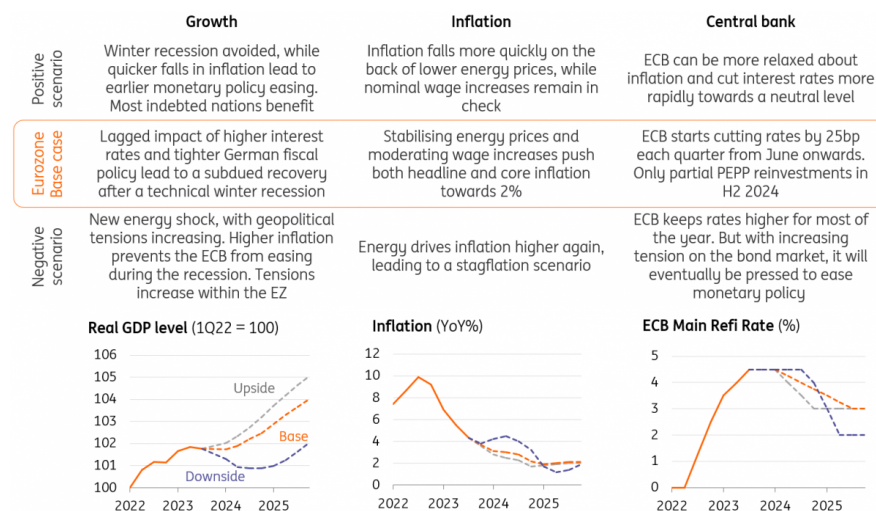 Growth
Inflation
Central bank
Positive
scenario
Winter recession avoided, while
quicker falls in inflation lead to
earlier monetary policy easing.
Most indebted nations benefit
Inflation falls more quickly on the
back of lower energy prices, while
nominal wage increases remain in
check
ECB can be more relaxed about
inflation and cut interest rates more
rapidly towards a neutral level
Eurozone
Base case
Lagged impact of higher interest
rates and tighter German fiscal
policy lead to a subdued recovery
after a technical winter recession
Stabilising energy prices and
moderating wage increases push
both headline and core inflation
towards 2%
ECB starts cutting rates by 25bp
each quarter from June onwards.
Only partial PEPP reinvestments in
H2 2024
Negative
scenario
New energy shock, with geopolitical
tensions increasing. Higher inflation
prevents the ECB from easing
during the recession. Tensions
increase within the EZ
Energy drives inflation higher again,
leading to a stagflation scenario
ECB keeps rates higher for most of
the year. But with increasing
tension on the bond market, it will
eventually be pressed to ease
monetary policy
Real GDP level (1Q22 = 100)
106
105
104
103
102
101
100
Upside
Base
Downside
2022 2023 2024 2025
Inflation (YoY%)
12
10
8
6
4
2
0
2022 2023 2024 2025
ECB Main Refi Rate (%)
5
4
3
2
1
0
2022 2023 2024 2025